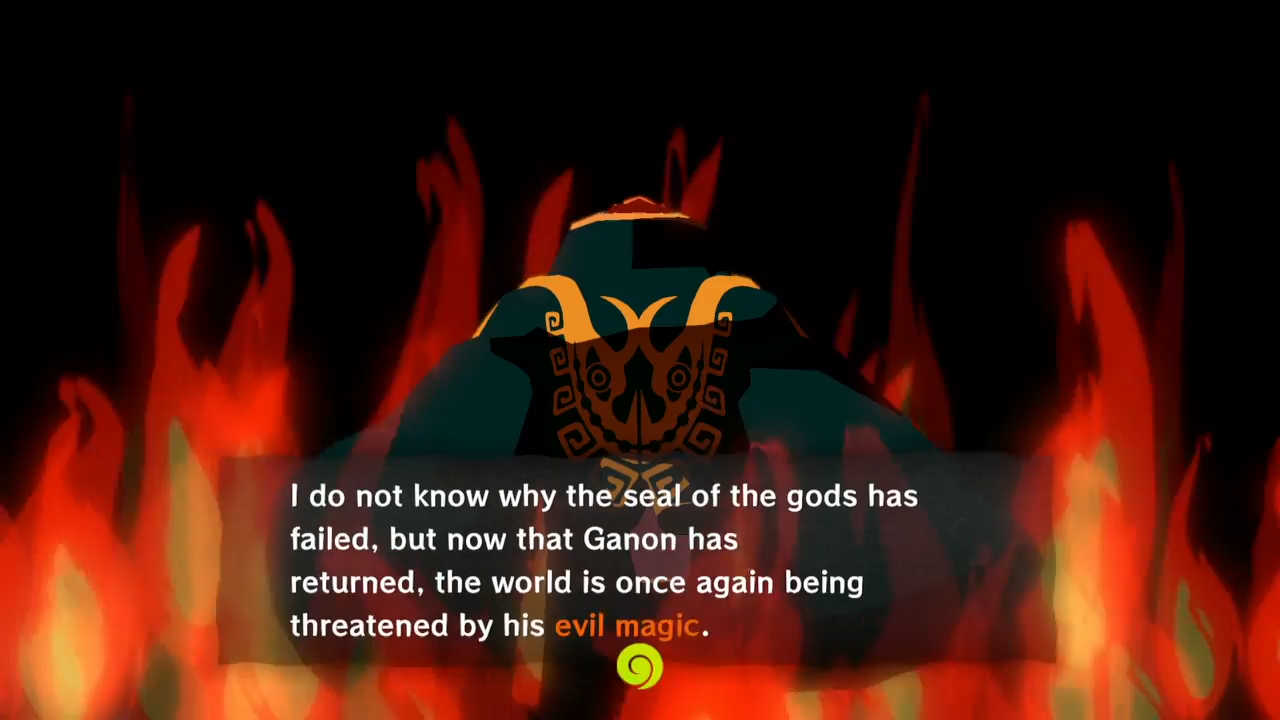 I do not know why the seal of the gods has
failed, but now that Ganon has
returned, the world is once again being
threatened by his evil magic.